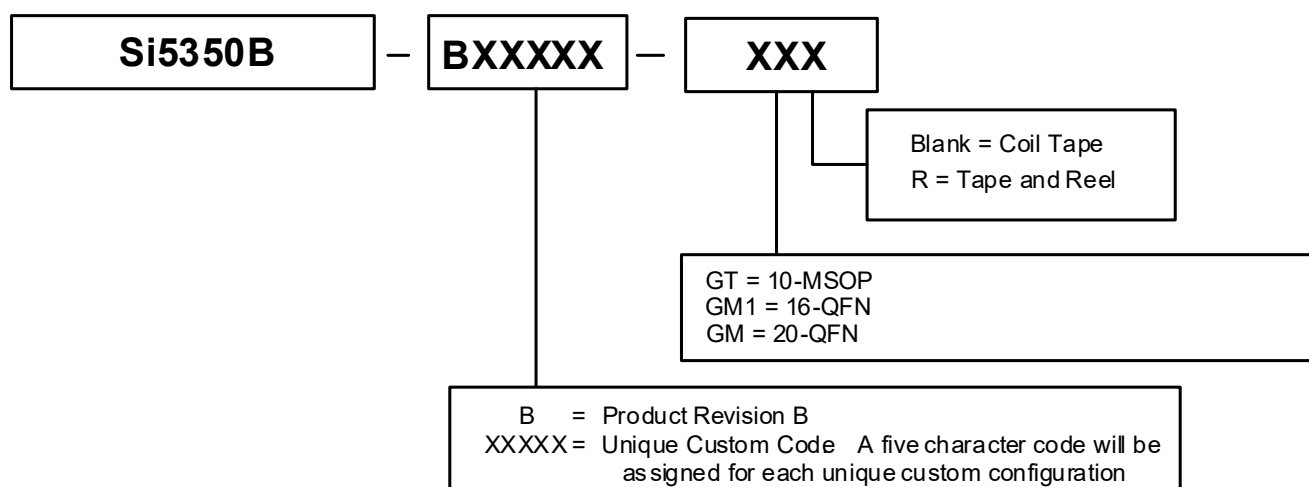 Si5350B – BXXXXX – XXX
Blank = Coil Tape
R = Tape and Reel
GT = 10-MSOP
GM1 = 16-QFN
GM = 20-QFN
B = Product Revision B
XXXXX = Unique Custom Code A five character code will be
assigned for each unique custom configuration